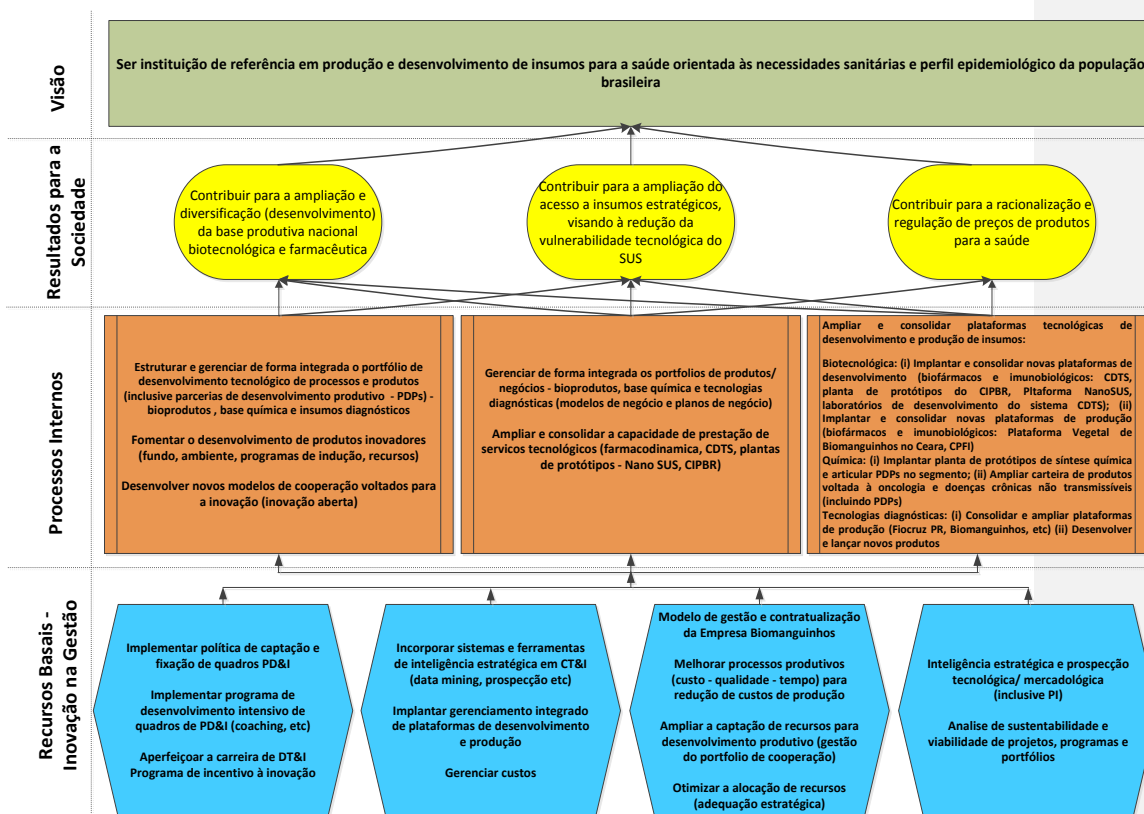 Visão
Ser instituição de referência em produção e desenvolvimento de insumos para a saúde orientada às necessidades sanitárias e perfil epidemiológico da população
brasileira
Resultados para a
Sociedade
Contribuir para a ampliação e
diversificação (desenvolvimento)
da base produtiva nacional
biotecnológica e farmacêutica
Contribuir para a ampliação do
acesso a insumos estratégicos,
visando à redução da
vulnerabilidade tecnológica do
SUS
Contribuir para a racionalização e
regulação de preços de produtos
para a saúde
Processos Internos
Estruturar e gerenciar de forma integrada o portfólio de
desenvolvimento tecnológico de processos e produtos
(inclusive parcerias de desenvolvimento produtivo - PDPs) -
bioprodutos , base química e insumos diagnósticos
Fomentar o desenvolvimento de produtos inovadores
(fundo, ambiente, programas de indução, recursos)
Desenvolver novos modelos de cooperação voltados para
a inovação (inovação aberta)
Gerenciar de forma integrada os portfolios de produtos/
negócios - bioprodutos, base química e tecnologias
diagnósticas (modelos de negócio e planos de negócio)
Ampliar e consolidar a capacidade de prestação de
servicos tecnológicos (farmacodinamica, CDTS, plantas
de protótipos - Nano SUS, CIPBR)
Ampliar e consolidar plataformas tecnológicas de
desenvolvimento e produção de insumos:
Biotecnológica: (i) Implantar e consolidar novas plataformas de
desenvolvimento (biofármacos e imunobiológicos: CDTS,
planta de protótipos do CIPBR, Pltaforma NanoSUS,
laboratórios de desenvolvimento do sistema CDTS); (ii)
Implantar e consolidar novas plataformas de produção
(biofármacos e imunobiológicos: Plataforma Vegetal de
Biomanguinhos no Ceara, CPFI)
Química: (i) Implantar planta de protótipos de síntese química
e articular PDPs no segmento; (ii) Ampliar carteira de produtos
voltada à oncologia e doenças crônicas não transmissíveis
(incluindo PDPs)
Tecnologias diagnósticas: (i) Consolidar e ampliar plataformas
de produção (Fiocruz PR, Biomanguinhos, etc) (ii) Desenvolver
e lançar novos produtos
Recursos Basais -
Inovação na Gestão
Implementar política de captação e
fixação de quadros PD&I
Implementar programa de
desenvolvimento intensivo de
quadros de PD&I (coaching, etc)
Aperfeiçoar a carreira de DT&I
Programa de incentivo à inovação
Incorporar sistemas e ferramentas
de inteligência estratégica em CT&I
(data mining, prospecção etc)
Implantar gerenciamento integrado
de plataformas de desenvolvimento
e produção
Gerenciar custos
Modelo de gestão e contratualização
da Empresa Biomanguinhos
Melhorar processos produtivos
(custo - qualidade - tempo) para
redução de custos de produção
Ampliar a captação de recursos para
desenvolvimento produtivo (gestão
do portfolio de cooperação)
Otimizar a alocação de recursos
(adequação estratégica)
Inteligência estratégica e prospecção
tecnológica/ mercadológica
(inclusive PI)
Analise de sustentabilidade e
viabilidade de projetos, programas e
portfólios